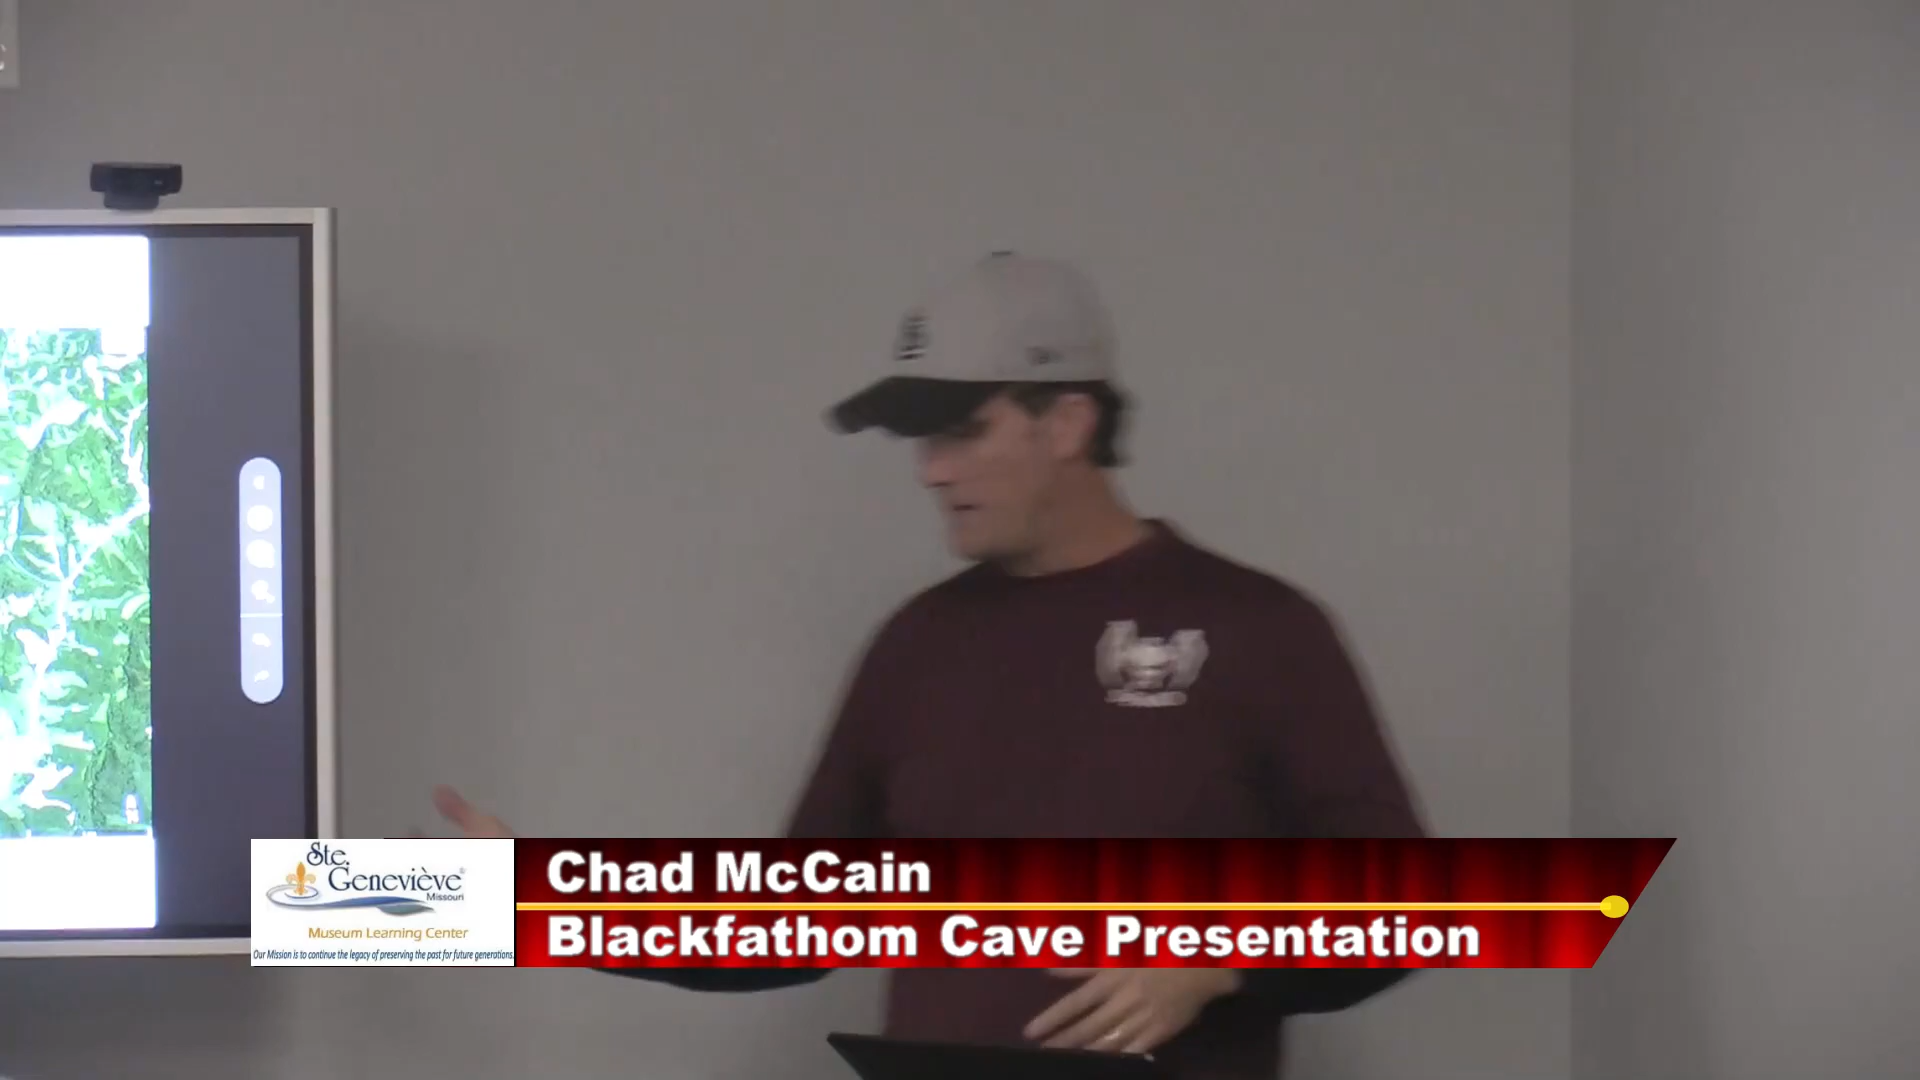 Ste.
Geneviève®
Missouri
Museum Learning Center
Our Mission is to continue the legacy of preserving the past for future generations.
Chad McCain
Blackfathom Cave Presentation